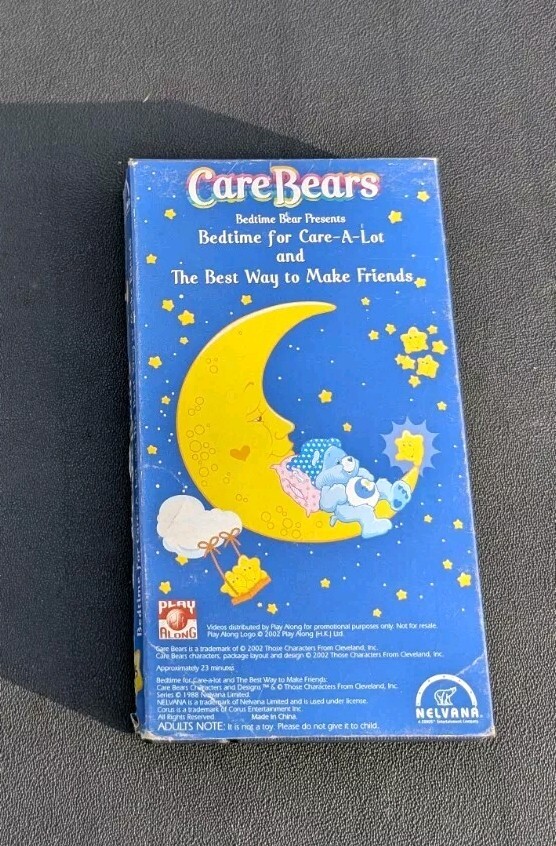 Care Bears
Bedtime Bear Presents
Bedtime for Care-A-Lot
and
The Best Way to Make Friends
PLAY
ALONG
Videos distributed by Play Along for promotional purposes only. Not for resale.
Play Along Logo © 2002 Play Along (H.K.) Ltd.
Care Bears is a trademark of © 2002 Those Characters From Cleveland, Inc.
Care Bears characters, package layout and design © 2002 Those Characters From Cleveland, Inc.
Approximately 23 minutes
Bedtime for Care-a-lot and The Best Way to Make Friends:
Care Bears Characters and Designs ™ & © Those Characters From Cleveland, Inc.
Series © 1988 Nelvana Limited.
NELVANA is a trademark of Nelvana Limited and is used under license.
Corus is a trademark of Corus Entertainment Inc.
All Rights Reserved. Made in China.
ADULTS NOTE: It is not a toy. Please do not give it to child.
NELVANA
Entertainment Company
Bedtime